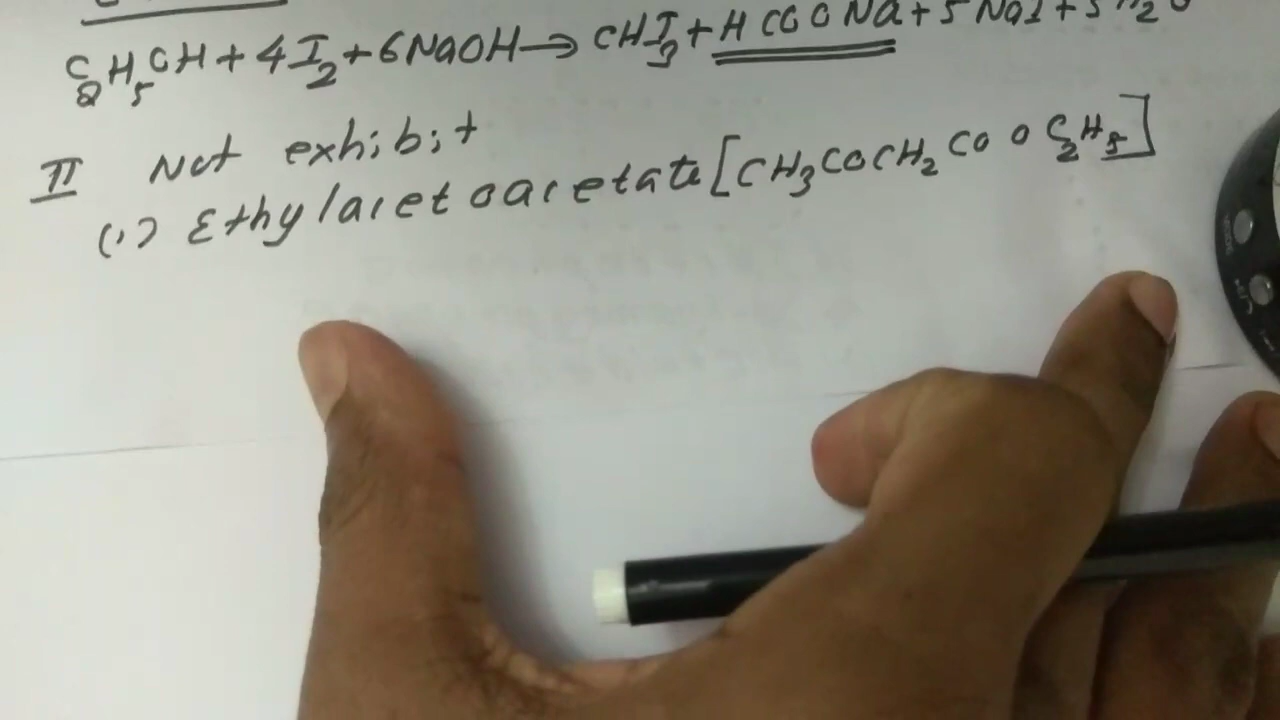 C₂H₅OH + 4I₂ + 6NaOH → CHI₃ + HCOONa + 5NaI + 5H₂O
II Not exhibit
(i) Ethylacetoacetate [CH₃COCH₂COOC₂H₅]